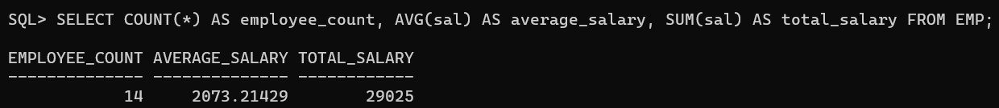 SQL> SELECT COUNT(*) AS employee_count, AVG(sal) AS average_salary, SUM(sal) AS total_salary FROM EMP;
EMPLOYEE_COUNT AVERAGE_SALARY TOTAL_SALARY
-------------- -------------- ------------
            14     2073.21429        29025